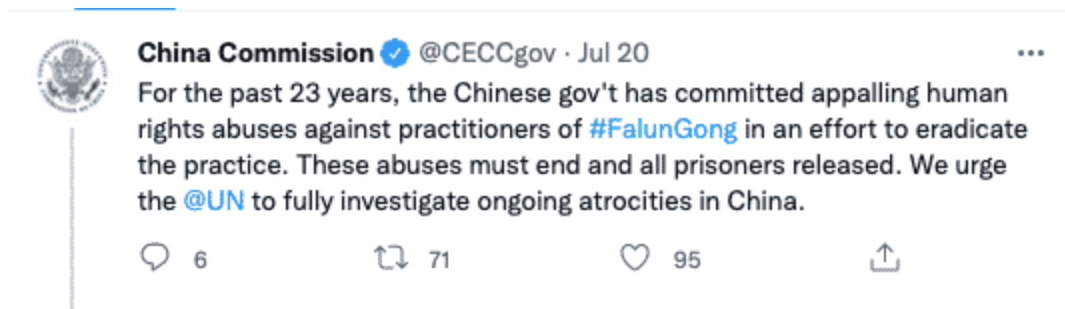 China Commission @CECCgov · Jul 20
For the past 23 years, the Chinese gov't has committed appalling human
rights abuses against practitioners of #FalunGong in an effort to eradicate
the practice. These abuses must end and all prisoners released. We urge
the @UN to fully investigate ongoing atrocities in China.
6 71 95